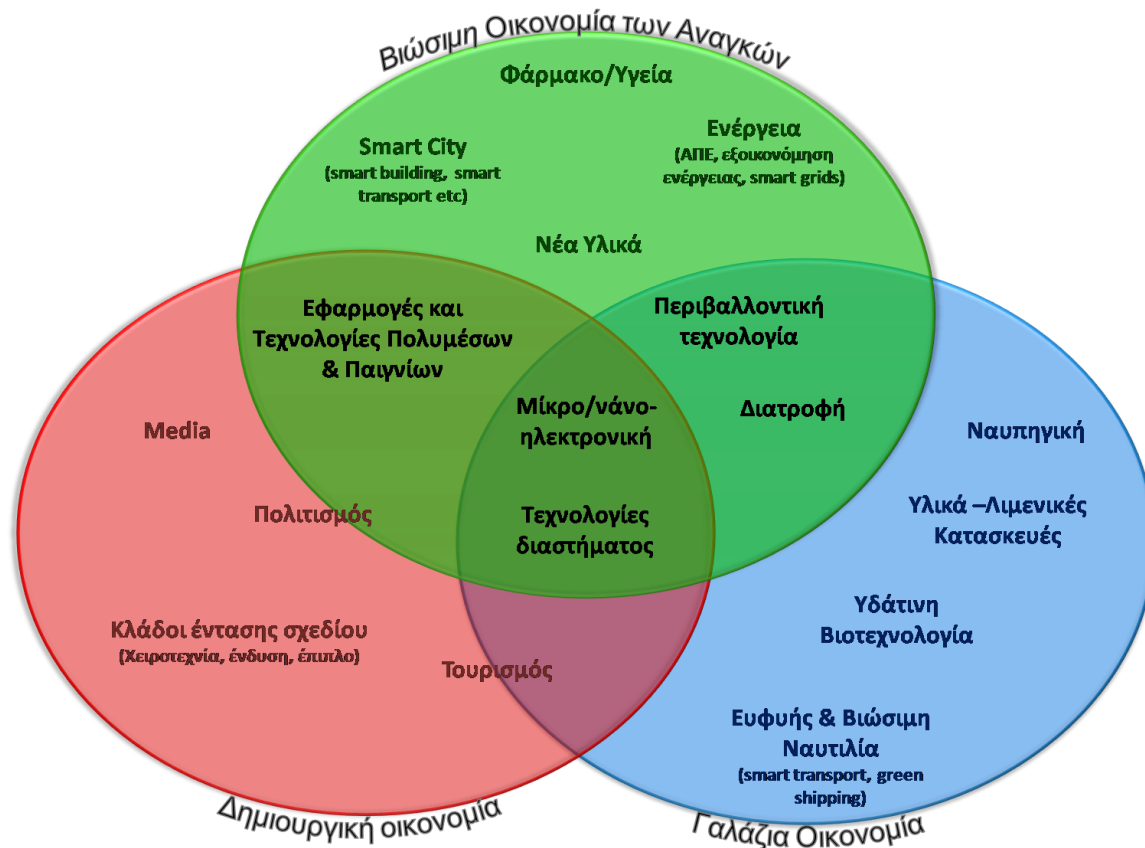 Βιώσιμη Οικονομία των Αναγκών
Φάρμακο/Υγεία
Smart City
(smart building, smart
transport etc)
Ενέργεια
(ΑΠΕ, εξοικονόμηση
ενέργειας, smart grids)
Νέα Υλικά
Εφαρμογές και
Τεχνολογίες Πολυμέσων
& Παιγνίων
Περιβαλλοντική
τεχνολογία
Μίκρο/νάνο-
ηλεκτρονική
Διατροφή
Media
Ναυπηγική
Πολιτισμός
Τεχνολογίες
διαστήματος
Υλικά –Λιμενικές
Κατασκευές
Υδάτινη
Βιοτεχνολογία
Κλάδοι έντασης σχεδίου
(Χειροτεχνία, ένδυση, έπιπλο)
Τουρισμός
Ευφυής & Βιώσιμη
Ναυτιλία
(smart transport, green
shipping)
Δημιουργική οικονομία
Γαλάζια Οικονομία